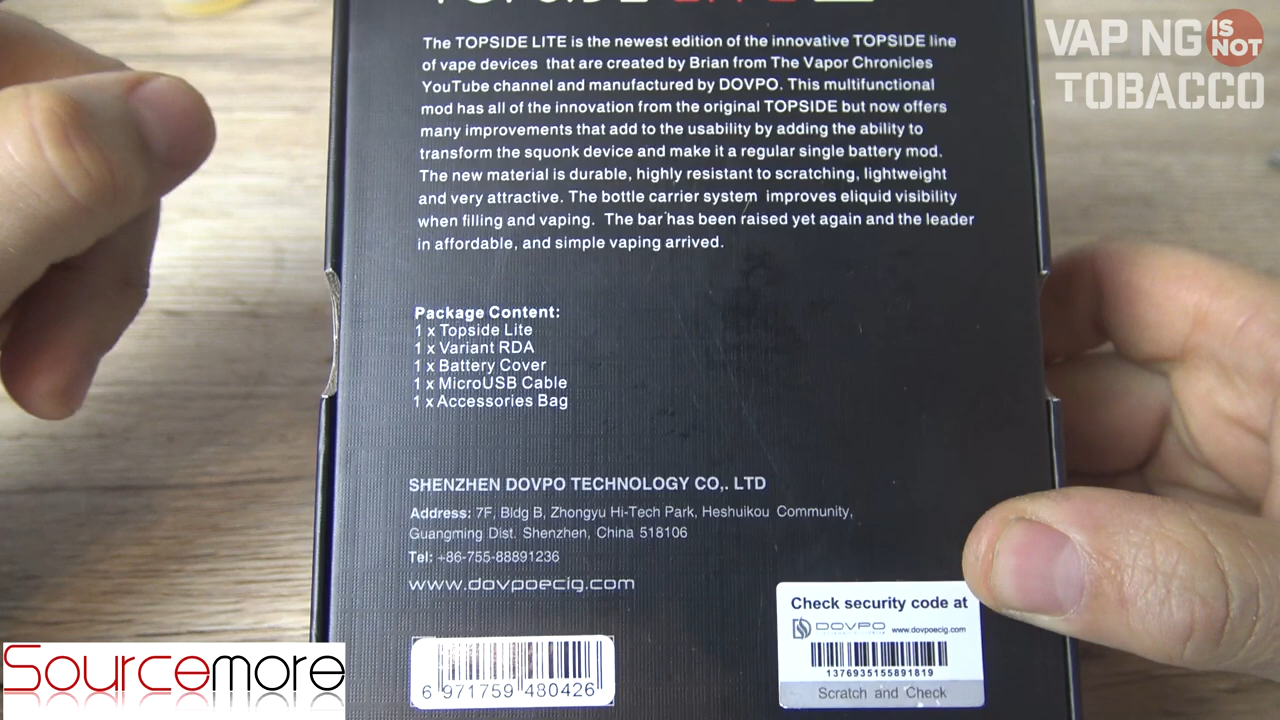 TOPSIDE LITE
VAP NG IS NOT
TOBACCO
The TOPSIDE LITE is the newest edition of the innovative TOPSIDE line
of vape devices that are created by Brian from The Vapor Chronicles
YouTube channel and manufactured by DOVPO. This multifunctional
mod has all of the innovation from the original TOPSIDE but now offers
many improvements that add to the usability by adding the ability to
transform the squonk device and make it a regular single battery mod.
The new material is durable, highly resistant to scratching, lightweight
and very attractive. The bottle carrier system improves eliquid visibility
when filling and vaping. The bar has been raised yet again and the leader
in affordable, and simple vaping arrived.
Package Content:
1 x Topside Lite
1 x Variant RDA
1 x Battery Cover
1 x MicroUSB Cable
1 x Accessories Bag
SHENZHEN DOVPO TECHNOLOGY CO,. LTD
Address: 7F, Bldg B, Zhongyu Hi-Tech Park, Heshuikou Community,
Guangming Dist. Shenzhen, China 518106
Tel: +86-755-88891236
www.dovpoecig.com
6 971759 480426
Check security code at
DOVPO www.dovpoecig.com
1376935155891819
Scratch and Check
Sourcemore